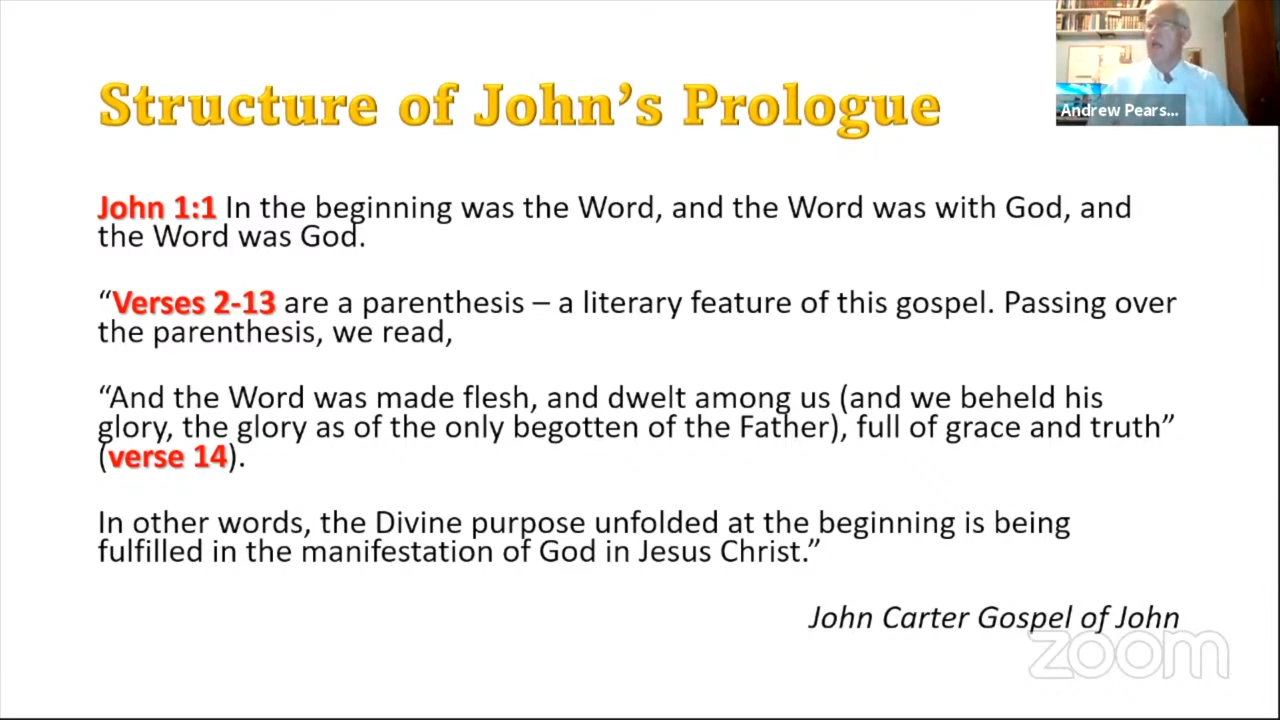 Structure of John’s Prologue
Andrew Pears...
John 1:1 In the beginning was the Word, and the Word was with God, and
the Word was God.
“Verses 2-13 are a parenthesis – a literary feature of this gospel. Passing over
the parenthesis, we read,
“And the Word was made flesh, and dwelt among us (and we beheld his
glory, the glory as of the only begotten of the Father), full of grace and truth”
(verse 14).
In other words, the Divine purpose unfolded at the beginning is being
fulfilled in the manifestation of God in Jesus Christ.”
John Carter Gospel of John
zoom